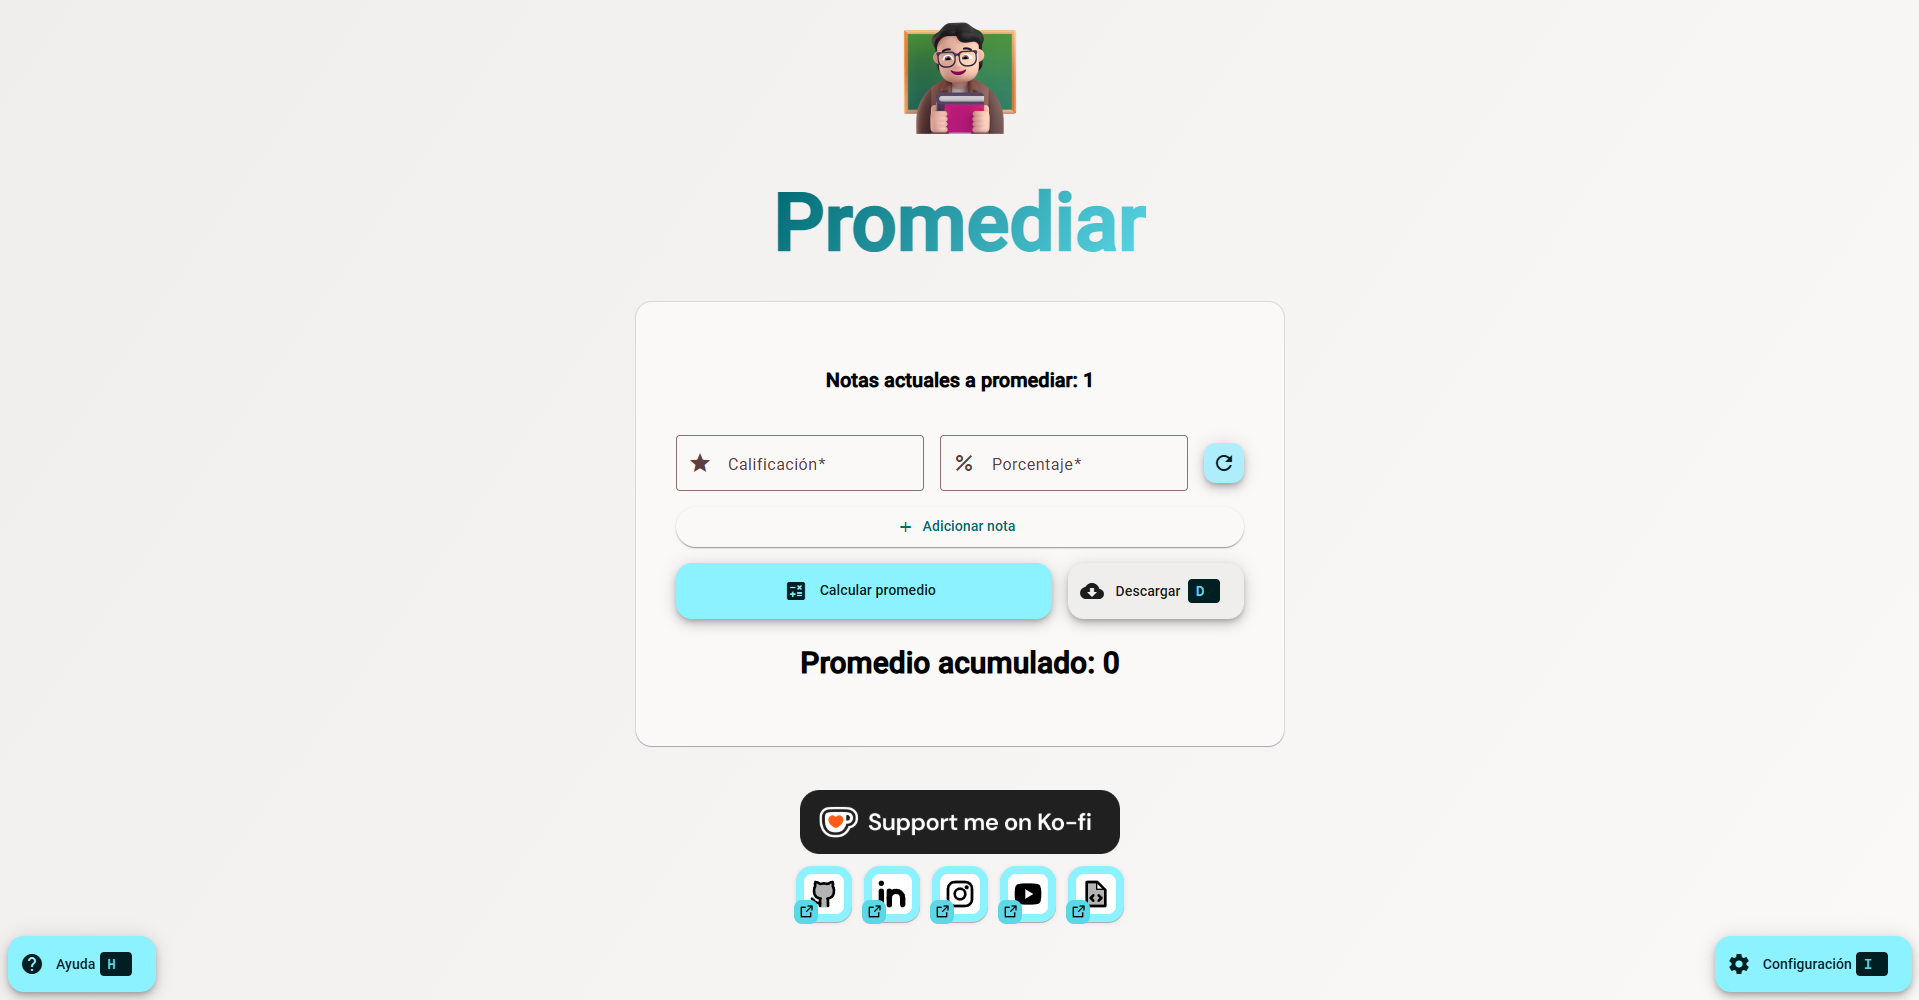 Promediar
Notas actuales a promediar: 1
Calificación*
Porcentaje*
Adicionar nota
Calcular promedio
Descargar D
Promedio acumulado: 0
Support me on Ko-fi
in
Ayuda H
Configuración I